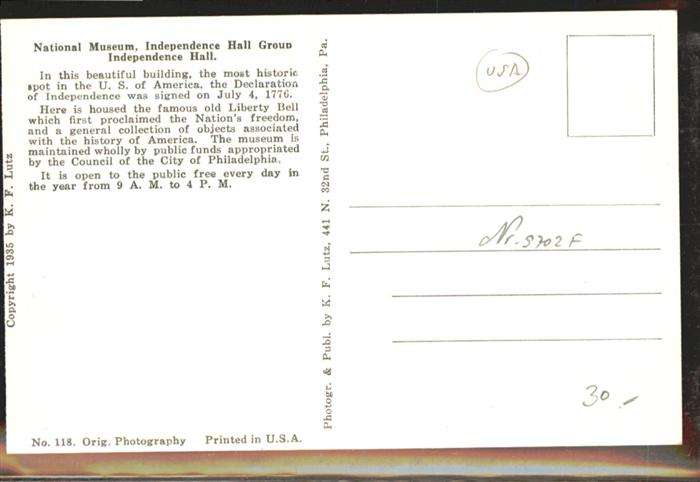 National Museum, Independence Hall Group
Independence Hall.
In this beautiful building, the most historic
spot in the U. S. of America, the Declaration
of Independence was signed on July 4, 1776.
Here is housed the famous old Liberty Bell
which first proclaimed the Nation's freedom,
and a general collection of objects associated
with the history of America. The museum is
maintained wholly by public funds appropriated
by the Council of the City of Philadelphia.
It is open to the public free every day in
the year from 9 A. M. to 4 P. M.
Copyright 1935 by K. F. Lutz
No. 118. Orig. Photography Printed in U.S.A.
Photogr. & Publ. by K. F. Lutz, 441 N. 32nd St., Philadelphia, Pa.
USA
Nr. 5702 F
30.-